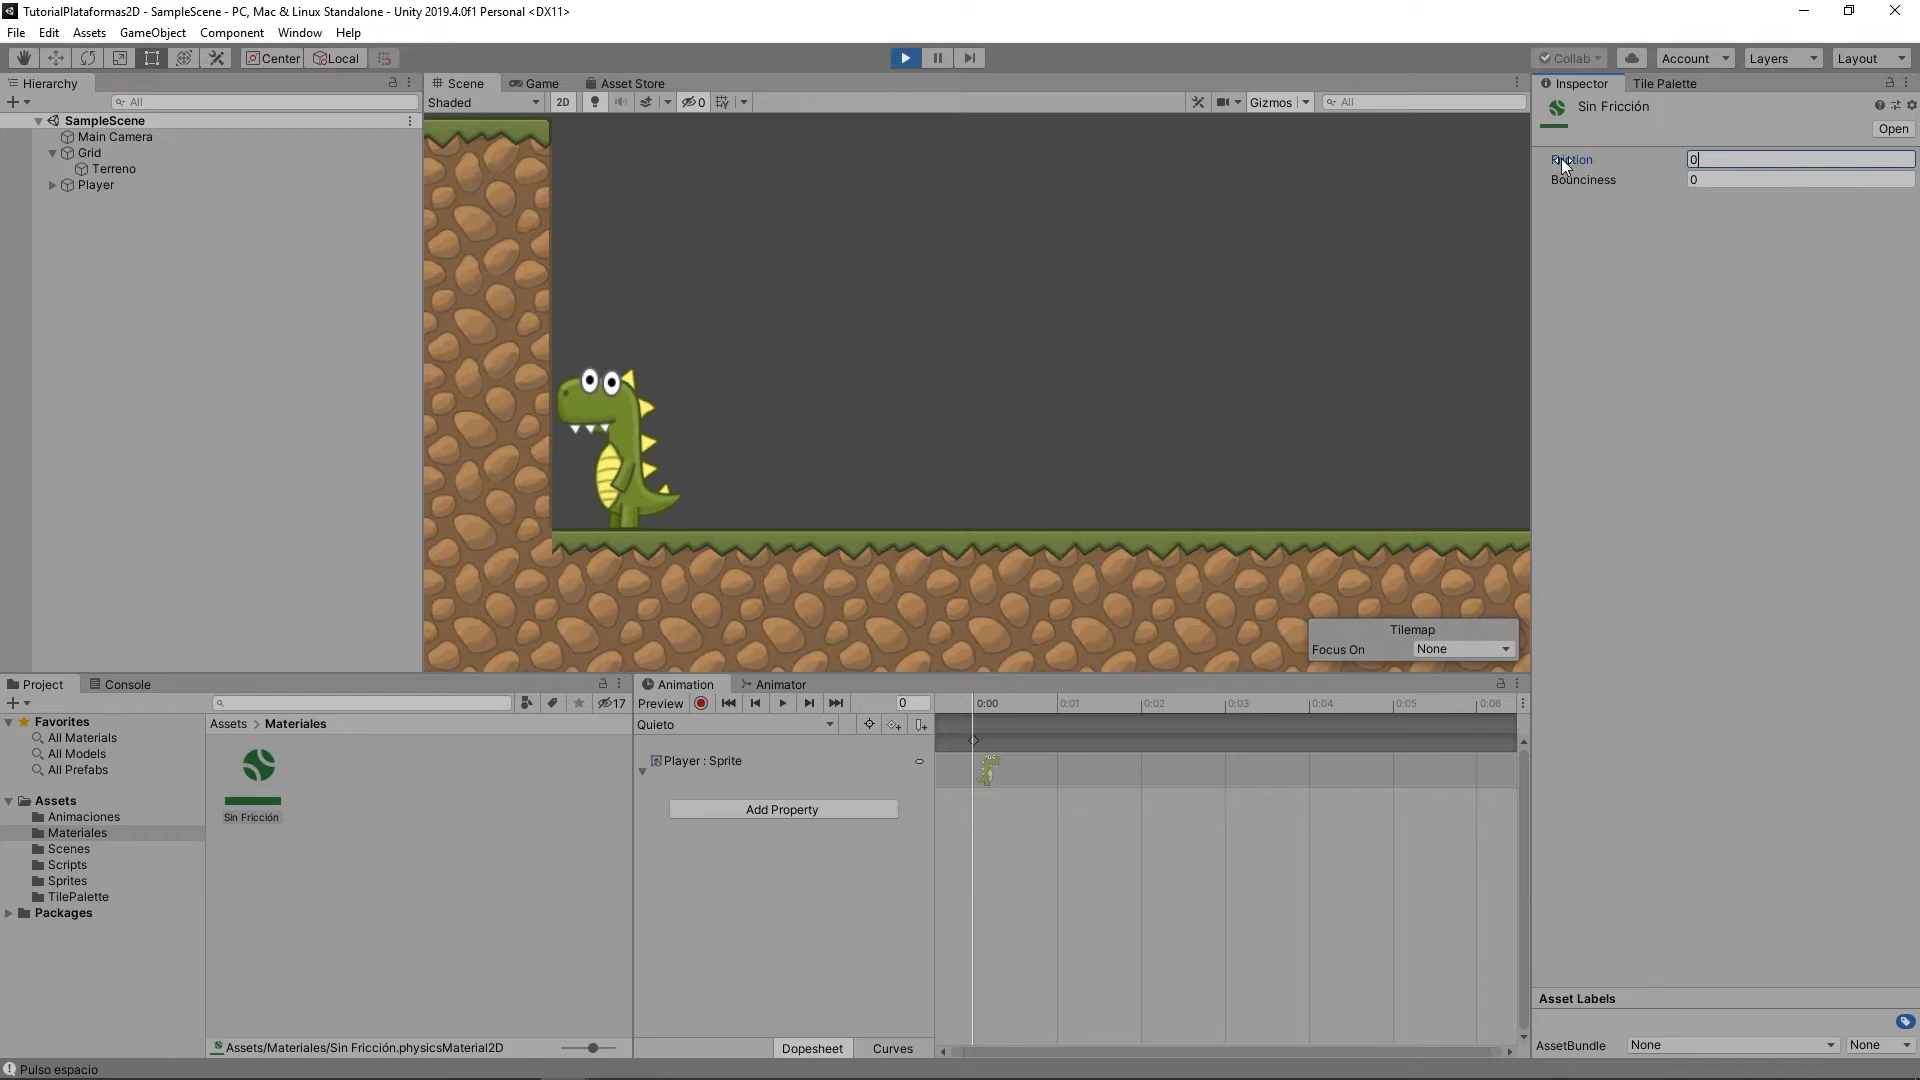 TutorialPlataformas2D - SampleScene - PC, Mac & Linux Standalone - Unity 2019.4.0f1 Personal <DX11>
File Edit Assets GameObject Component Window Help
Center Local Collab Account Layers Layout
Hierarchy
All
SampleScene
Main Camera
Grid
Terreno
Player
Scene Game Asset Store
Shaded 2D 0 Gizmos All
Tilemap
Focus On None
Inspector Tile Palette
Sin Fricción
Open
Friction 0
Bounciness 0
Asset Labels
AssetBundle None None
Project Console
17
Favorites
All Materials
All Models
All Prefabs
Assets
Animaciones
Materiales
Scenes
Scripts
Sprites
TilePalette
Packages
Assets > Materiales
Sin Fricción
Assets/Materiales/Sin Fricción.physicsMaterial2D
Animation Animator
Preview 0 0:00 0:01 0:02 0:03 0:04 0:05 0:06
Quieto
Player : Sprite
Add Property
Dopesheet Curves
Pulso espacio